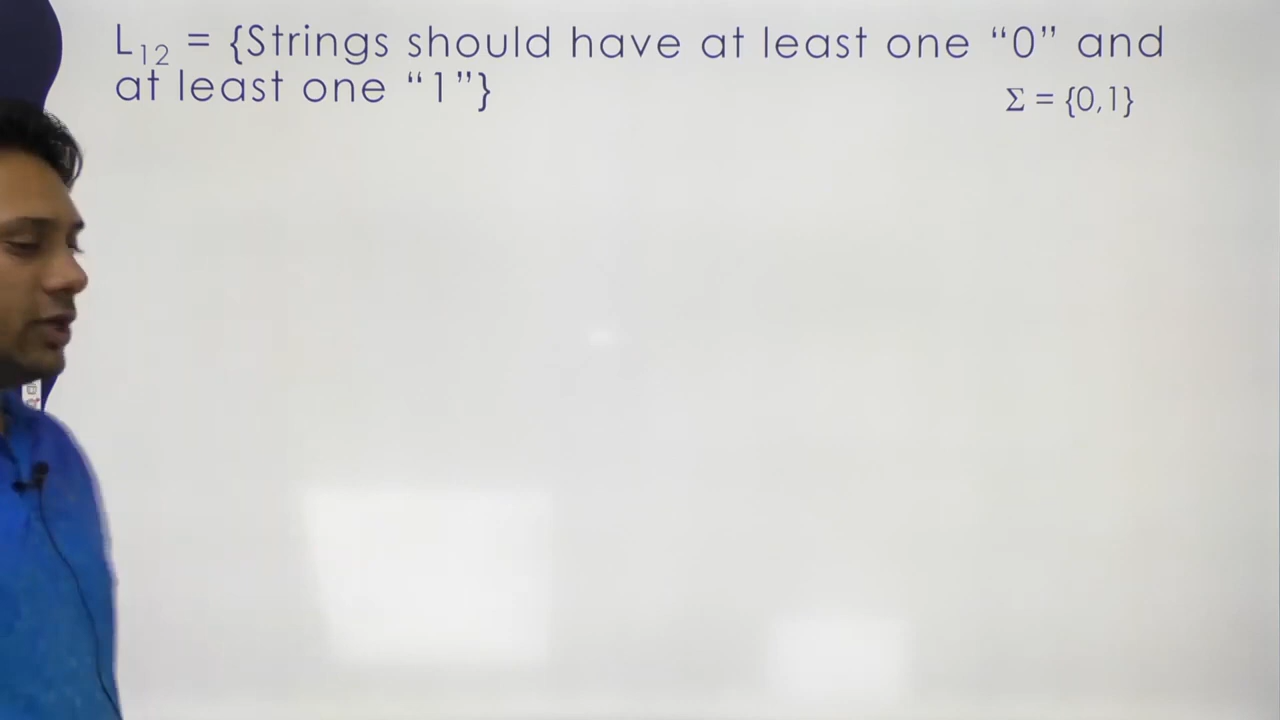 L₁₂ = {Strings should have at least one “0” and
at least one “1”}
Σ = {0,1}